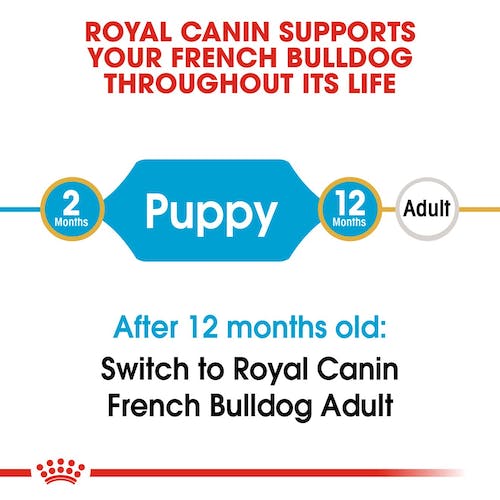 ROYAL CANIN SUPPORTS
YOUR FRENCH BULLDOG
THROUGHOUT ITS LIFE
2
Months
Puppy
12
Months
Adult
After 12 months old:
Switch to Royal Canin
French Bulldog Adult